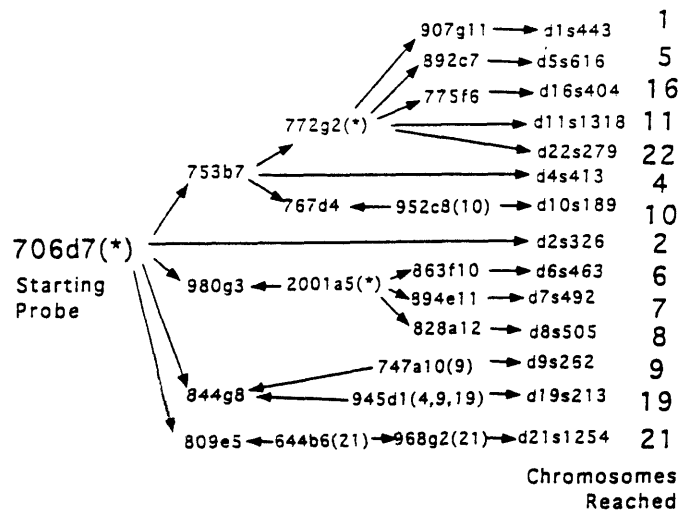 907g11 d1s443 1
892c7 d5s616 5
775f6 d16s404 16
772g2(*) d11s1318 11
d22s279 22
753b7 d4s413 4
767d4 952c8(10) d10s189 10
706d7(*) d2s326 2
Starting Probe
980g3 2001a5(*) 863f10 d6s463 6
894e11 d7s492 7
828a12 d8s505 8
747a10(9) d9s252 9
844g8 945d1(4,9,19) d19s213 19
809e5 644b6(21) 968g2(21) d21s1254 21
Chromosomes
Reached